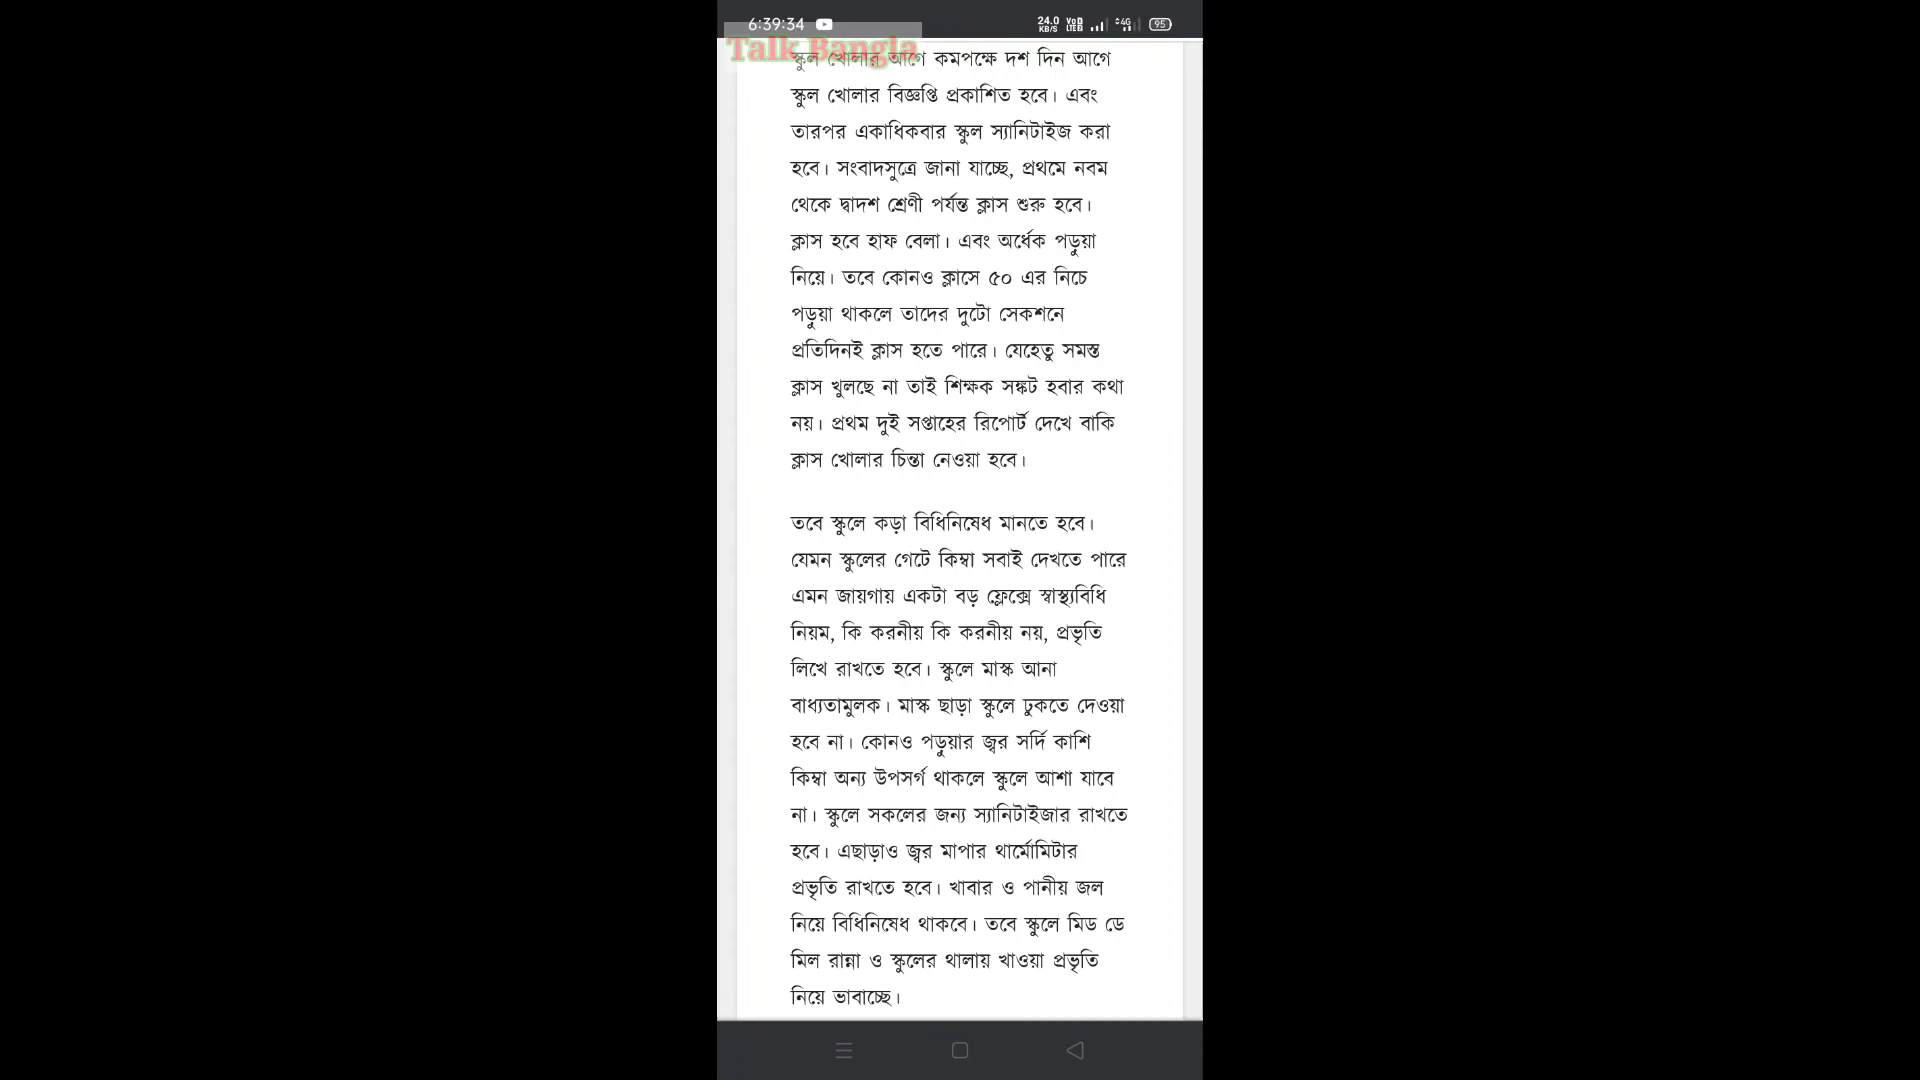 6:39:34
24.0 KB/S
4G
95
Talk Bangla
স্কুল খোলার আগে কমপক্ষে দশ দিন আগে
স্কুল খোলার বিজ্ঞপ্তি প্রকাশিত হবে। এবং
তারপর একাধিকবার স্কুল স্যানিটাইজ করা
হবে। সংবাদসুত্রে জানা যাচ্ছে, প্রথমে নবম
থেকে দ্বাদশ শ্রেণী পর্যন্ত ক্লাস শুরু হবে।
ক্লাস হবে হাফ বেলা। এবং অর্ধেক পড়ুয়া
নিয়ে। তবে কোনও ক্লাসে ৫০ এর নিচে
পড়ুয়া থাকলে তাদের দুটো সেকশনে
প্রতিদিনই ক্লাস হতে পারে। যেহেতু সমস্ত
ক্লাস খুলছে না তাই শিক্ষক সঙ্কট হবার কথা
নয়। প্রথম দুই সপ্তাহের রিপোর্ট দেখে বাকি
ক্লাস খোলার চিন্তা নেওয়া হবে।
তবে স্কুলে কড়া বিধিনিষেধ মানতে হবে।
যেমন স্কুলের গেটে কিম্বা সবাই দেখতে পারে
এমন জায়গায় একটা বড় ফ্লেক্সে স্বাস্থ্যবিধি
নিয়ম, কি করনীয় কি করনীয় নয়, প্রভৃতি
লিখে রাখতে হবে। স্কুলে মাস্ক আনা
বাধ্যতামুলক। মাস্ক ছাড়া স্কুলে ঢুকতে দেওয়া
হবে না। কোনও পড়ুয়ার জ্বর সর্দি কাশি
কিম্বা অন্য উপসর্গ থাকলে স্কুলে আশা যাবে
না। স্কুলে সকলের জন্য স্যানিটাইজার রাখতে
হবে। এছাড়াও জ্বর মাপার থার্মোমিটার
প্রভৃতি রাখতে হবে। খাবার ও পানীয় জল
নিয়ে বিধিনিষেধ থাকবে। তবে স্কুলে মিড ডে
মিল রান্না ও স্কুলের থালায় খাওয়া প্রভৃতি
নিয়ে ভাবাচ্ছে।